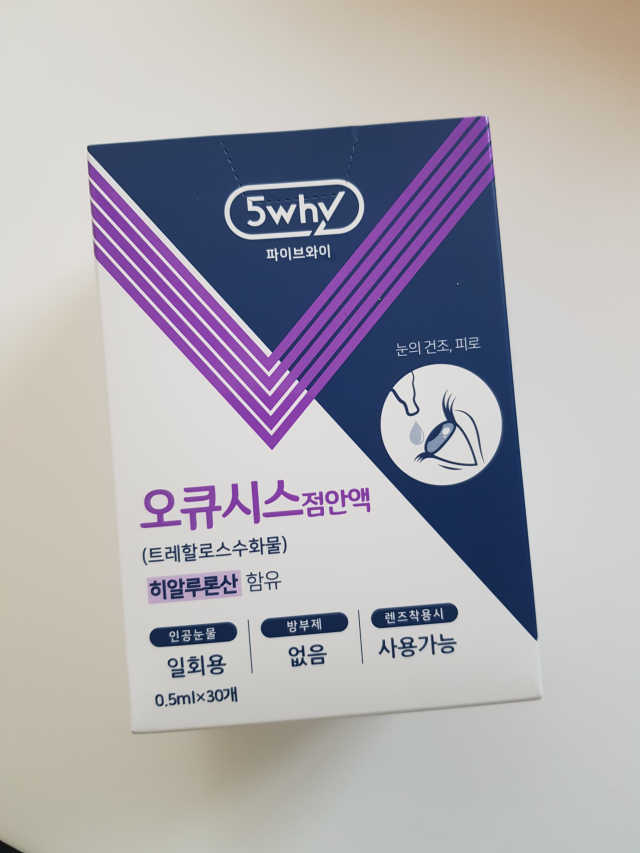 5why
파이브와이
눈의 건조, 피로
오큐시스점안액
(트레할로스수화물)
히알루론산 함유
인공눈물
일회용
방부제
없음
렌즈착용시
사용가능
0.5ml×30개